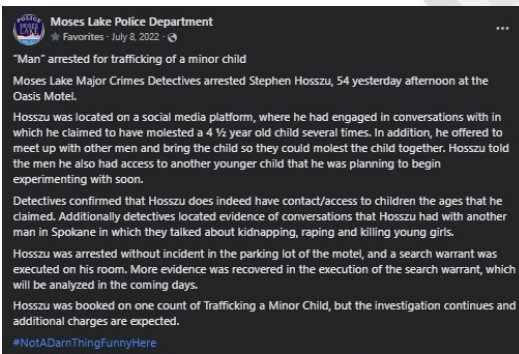 POLICE
MOSES
LAKE
Moses Lake Police Department
Favorites · July 8, 2022 ·
"Man" arrested for trafficking of a minor child
Moses Lake Major Crimes Detectives arrested Stephen Hosszu, 54 yesterday afternoon at the
Oasis Motel.
Hosszu was located on a social media platform, where he had engaged in conversations with in
which he claimed to have molested a 4 ½ year old child several times. In addition, he offered to
meet up with other men and bring the child so they could molest the child together. Hosszu told
the men he also had access to another younger child that he was planning to begin
experimenting with soon.
Detectives confirmed that Hosszu does indeed have contact/access to children the ages that he
claimed. Additionally detectives located evidence of conversations that Hosszu had with another
man in Spokane in which they talked about kidnapping, raping and killing young girls.
Hosszu was arrested without incident in the parking lot of the motel, and a search warrant was
executed on his room. More evidence was recovered in the execution of the search warrant, which
will be analyzed in the coming days.
Hosszu was booked on one count of Trafficking a Minor Child, but the investigation continues and
additional charges are expected.
#NotADarnThingFunnyHere